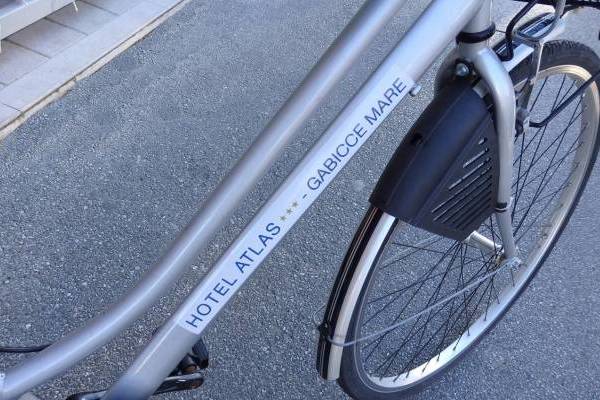 HOTEL ATLAS *** - GABICCE MARE